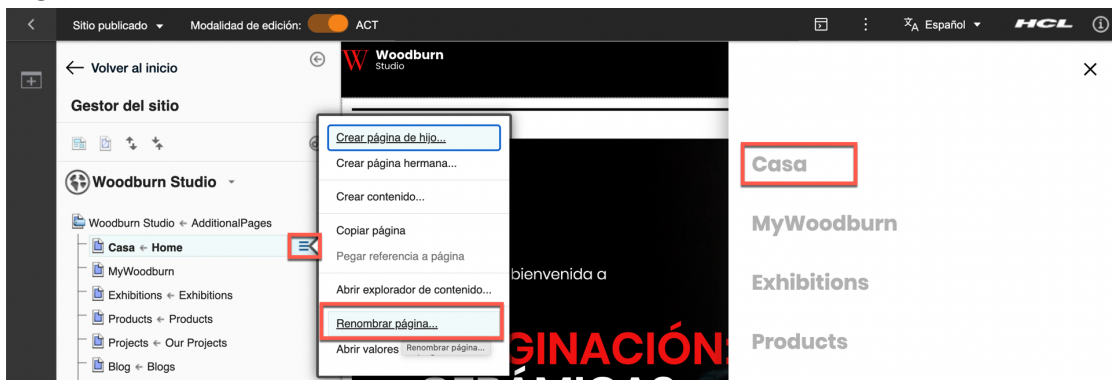 Sitio publicado Modalidad de edición: ACT Español HCL
Volver al inicio
Gestor del sitio
Woodburn Studio
Woodburn Studio ← AdditionalPages
Casa ← Home
MyWoodburn
Exhibitions ← Exhibitions
Products ← Products
Projects ← Our Projects
Blog ← Blogs
Crear página de hijo...
Crear página hermana...
Crear contenido...
Copiar página
Pegar referencia a página
Abrir explorador de contenido...
Renombrar página...
Abrir valores
Renombrar página...
W Woodburn
Studio
bienvenida a
GINACIÓN:
Casa
MyWoodburn
Exhibitions
Products